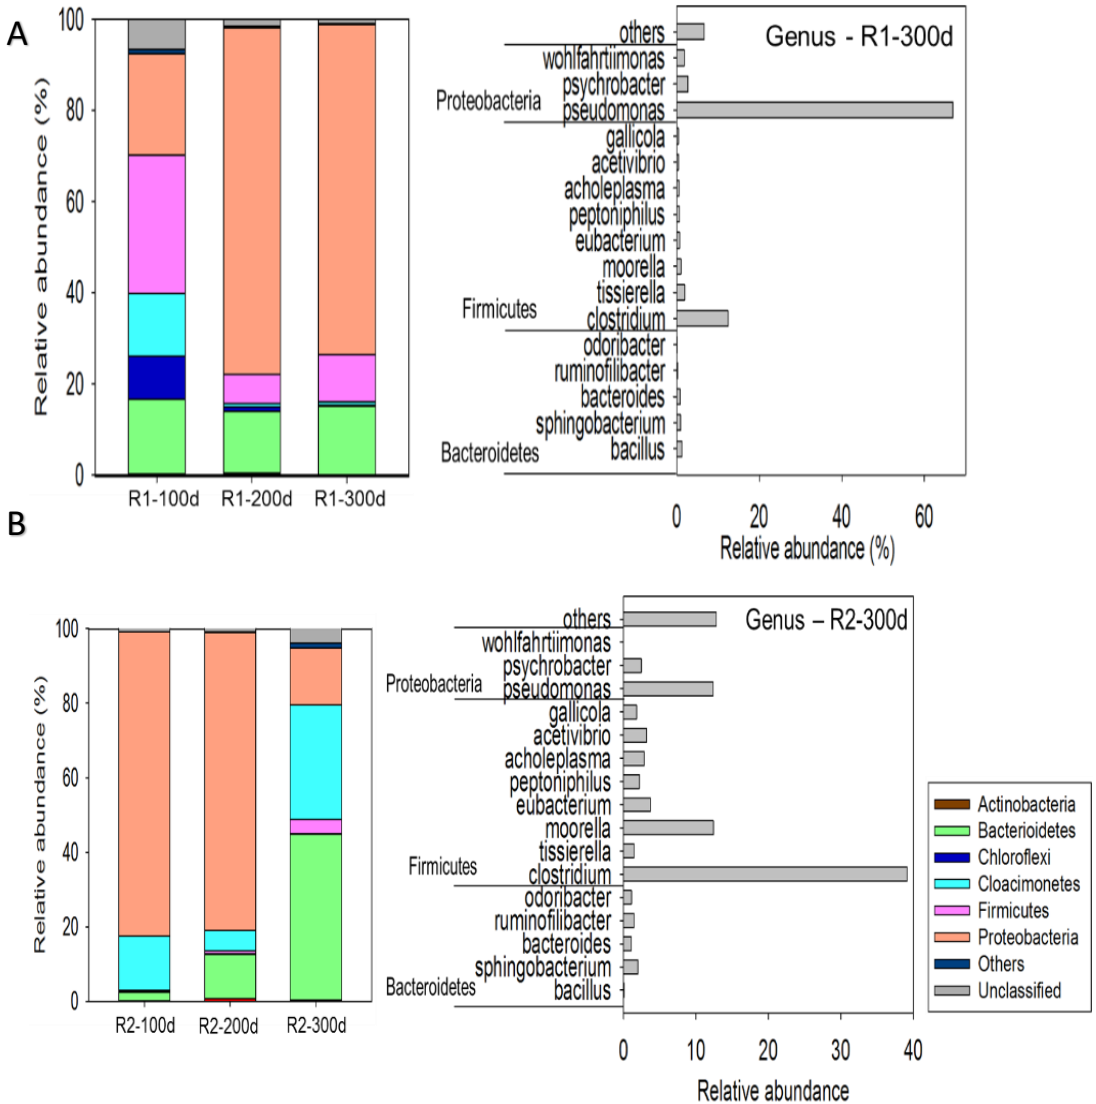 A
Relative abundance (%)
100
80
60
40
20
0
R1-100d R1-200d R1-300d
Genus - R1-300d
others
wohlfahrtiimonas
psychrobacter
Proteobacteria
pseudomonas
gallicola
acetivibrio
acholeplasma
peptoniphilus
eubacterium
moorella
tissierella
Firmicutes
clostridium
odoribacter
ruminofilibacter
bacteroides
sphingobacterium
Bacteroidetes
bacillus
0 20 40 60
Relative abundance (%)
B
Relative abundance (%)
100
80
60
40
20
0
R2-100d R2-200d R2-300d
Genus – R2-300d
others
wohlfahrtiimonas
psychrobacter
Proteobacteria
pseudomonas
gallicola
acetivibrio
acholeplasma
peptoniphilus
eubacterium
moorella
tissierella
Firmicutes
clostridium
odoribacter
ruminofilibacter
bacteroides
sphingobacterium
Bacteroidetes
bacillus
0 10 20 30 40
Relative abundance
Actinobacteria
Bacterioidetes
Chloroflexi
Cloacimonetes
Firmicutes
Proteobacteria
Others
Unclassified